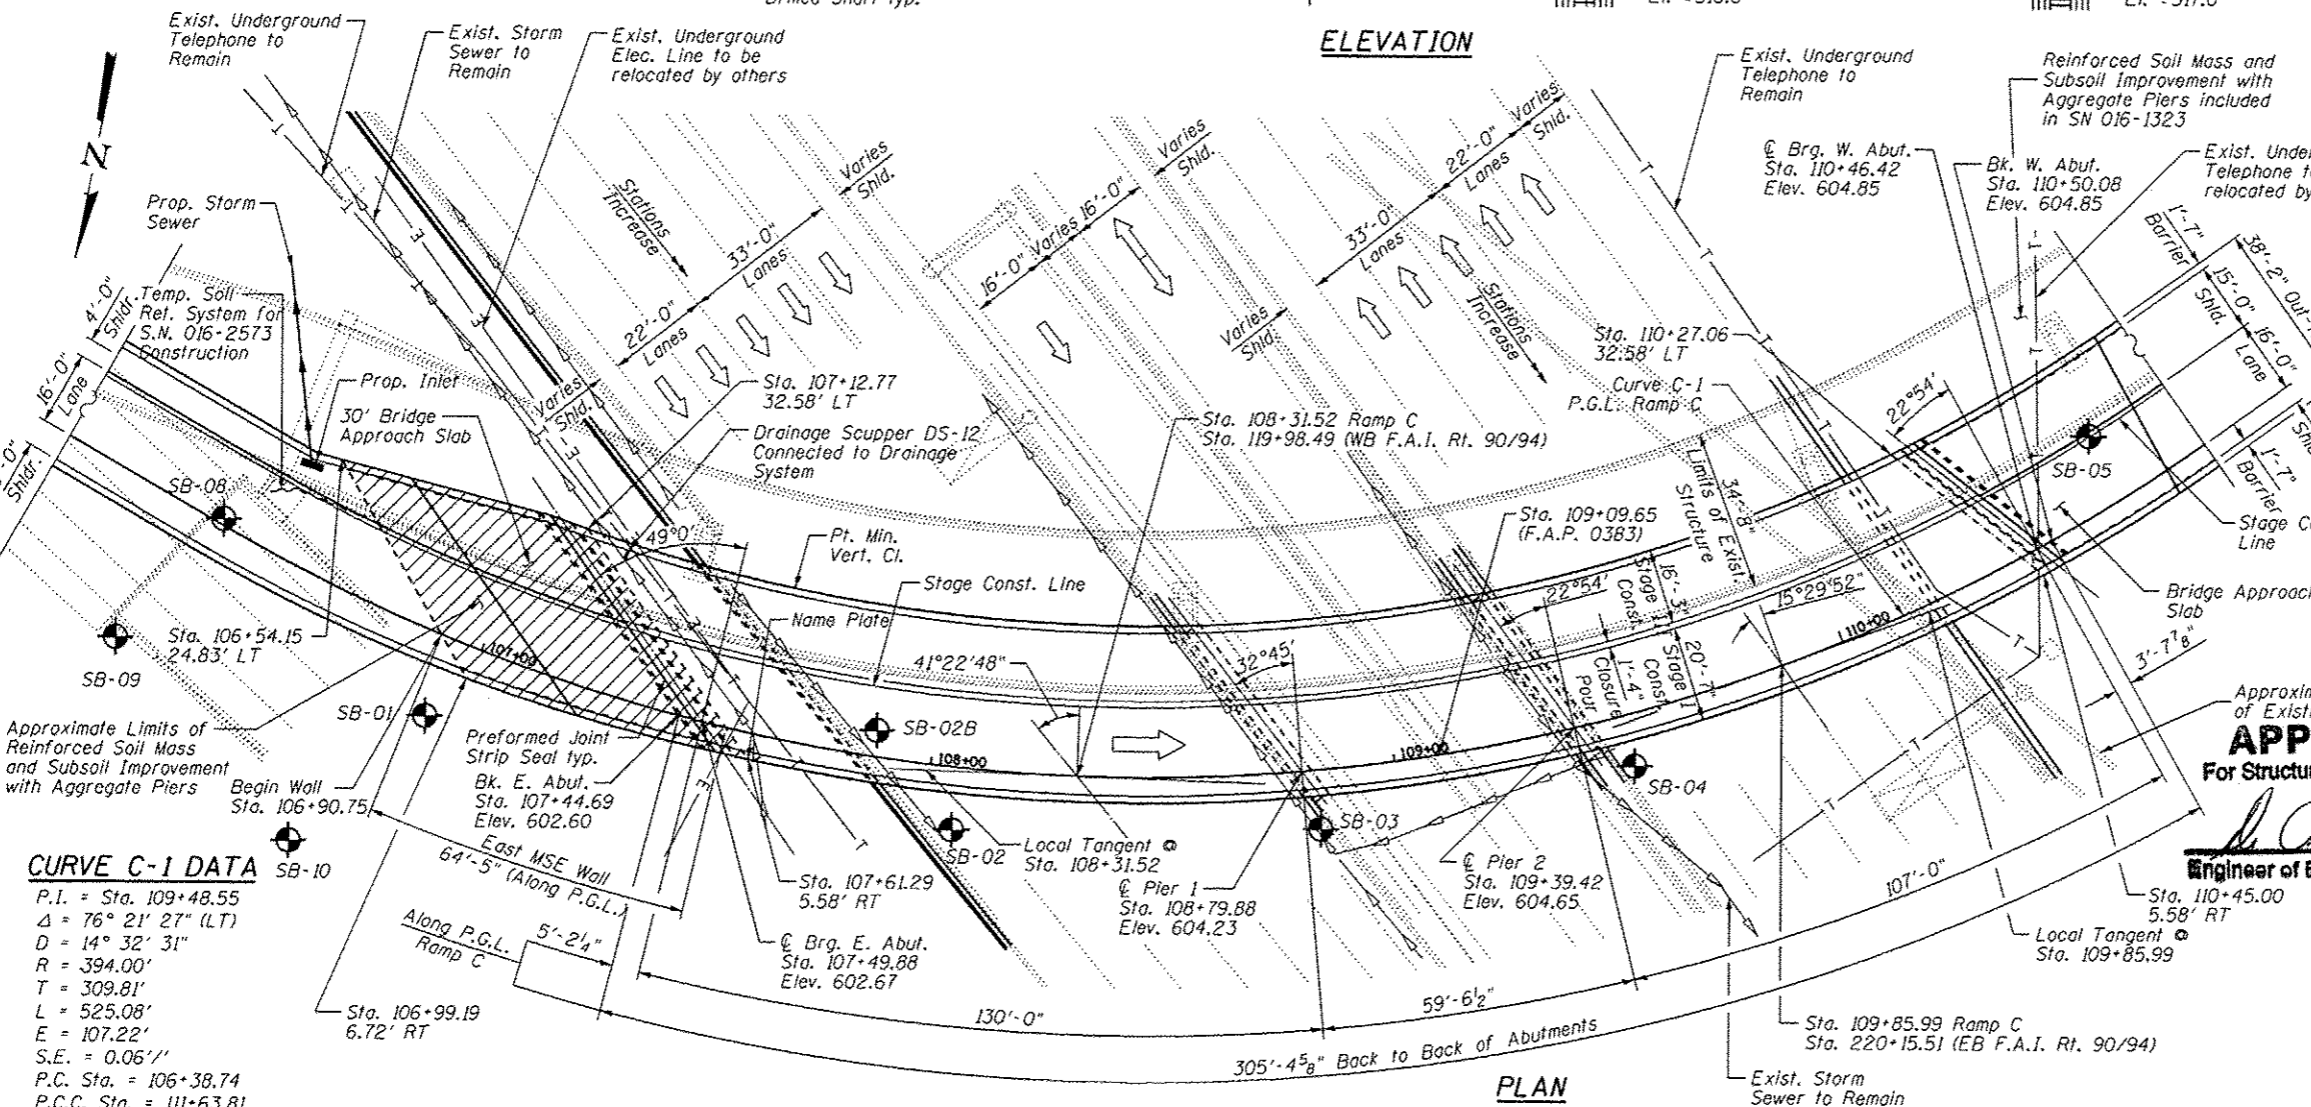 ELEVATION
Exist. Underground
Telephone to
Remain
Exist. Storm
Sewer to
Remain
Exist. Underground
Elec. Line to be
relocated by others
Exist. Underground
Telephone to
Remain
Reinforced Soil Mass and
Subsoil Improvement with
Aggregate Piers included
in SN 016-1323
℄ Brg. W. Abut.
Sta. 110+46.42
Elev. 604.85
Bk. W. Abut.
Sta. 110+50.08
Elev. 604.85
Telephone
relocated by
N
Prop. Storm
Sewer
Stations
Increase
Varies
Shld.
Varies
Shld.
Varies
Shld.
22'-0"
Lanes
33'-0"
Lanes
16'-0"
Varies
16'-0"
33'-0"
Lanes
22'-0"
Lanes
Stations
Increase
Varies
Shld.
Varies
Shld.
4'-0"
Shldr.
16'-0"
Lane
Shldr.
Temp. Soil
Ret. System for
S.N. 016-2573
Construction
Prop. Inlet
30' Bridge
Approach Slab
Sta. 107+12.77
32.58' LT
Drainage Scupper DS-12
Connected to Drainage
System
Sta. 108+31.52 Ramp C
Sta. 119+98.49 (WB F.A.I. Rt. 90/94)
Sta. 110+27.06
32.58' LT
Curve C-1
P.G.L. Ramp C
22°54'
1'-7"
Barrier
15'-0"
Shld.
16'-0"
Lane
38'-2" Out-
1'-7"
Barrier
SB-05
SB-08
49°0'
Pt. Min.
Vert. Cl.
Stage Const. Line
Name Plate
Sta. 109+09.65
(F.A.P. 0383)
34'-8"
Limits of Exist.
Structure
Line
Bridge Approach
Slab
16'-3"
Stage I
Const.
20'-7"
Stage II
Const.
1'-4"
Closure
Pour
22°54'
15°29'52"
110+00
3'-7⅞"
Sta. 106+54.15
24.83' LT
SB-09
107+00
SB-01
41°22'48"
32°45'
SB-02B
108+00
109+00
SB-04
Approximate Limits of
Reinforced Soil Mass
and Subsoil Improvement
with Aggregate Piers
Begin Wall
Sta. 106+90.75
Preformed Joint
Strip Seal typ.
Bk. E. Abut.
Sta. 107+44.69
Elev. 602.60
SB-02
Local Tangent @
Sta. 108+31.52
SB-03
SB-10
East MSE Wall
64'-5" (Along P.G.L.)
Sta. 107+61.29
5.58' RT
℄ Pier 1
Sta. 108+79.88
Elev. 604.23
℄ Pier 2
Sta. 109+39.42
Elev. 604.65
107'-0"
For Structur
Engineer of
Sta. 110+45.00
5.58' RT
Local Tangent @
Sta. 109+85.99
CURVE C-1 DATA
P.I. = Sta. 109+48.55
Δ = 76° 21' 27" (LT)
D = 14° 32' 31"
R = 394.00'
T = 309.81'
L = 525.08'
E = 107.22'
S.E. = 0.06'/'
P.C. Sta. = 106+38.74
P.C.C. Sta. = 111+63.81
Along P.G.L.
Ramp C
5'-2¼"
℄ Brg. E. Abut.
Sta. 107+49.88
Elev. 602.67
Sta. 106+99.19
6.72' RT
130'-0"
59'-6½"
305'-4⅝" Back to Back of Abutments
Sta. 109+85.99 Ramp C
Sta. 220+15.51 (EB F.A.I. Rt. 90/94)
Exist. Storm
Sewer to Remain
PLAN